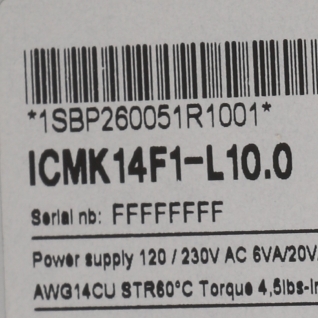 *1SBP260051R1001*
ICMK14F1-L10.0
Serial nb: FFFFFFFF
Power supply 120 / 230V AC 6VA/20VA
AWG14CU STR60°C Torque 4,5lbs-in